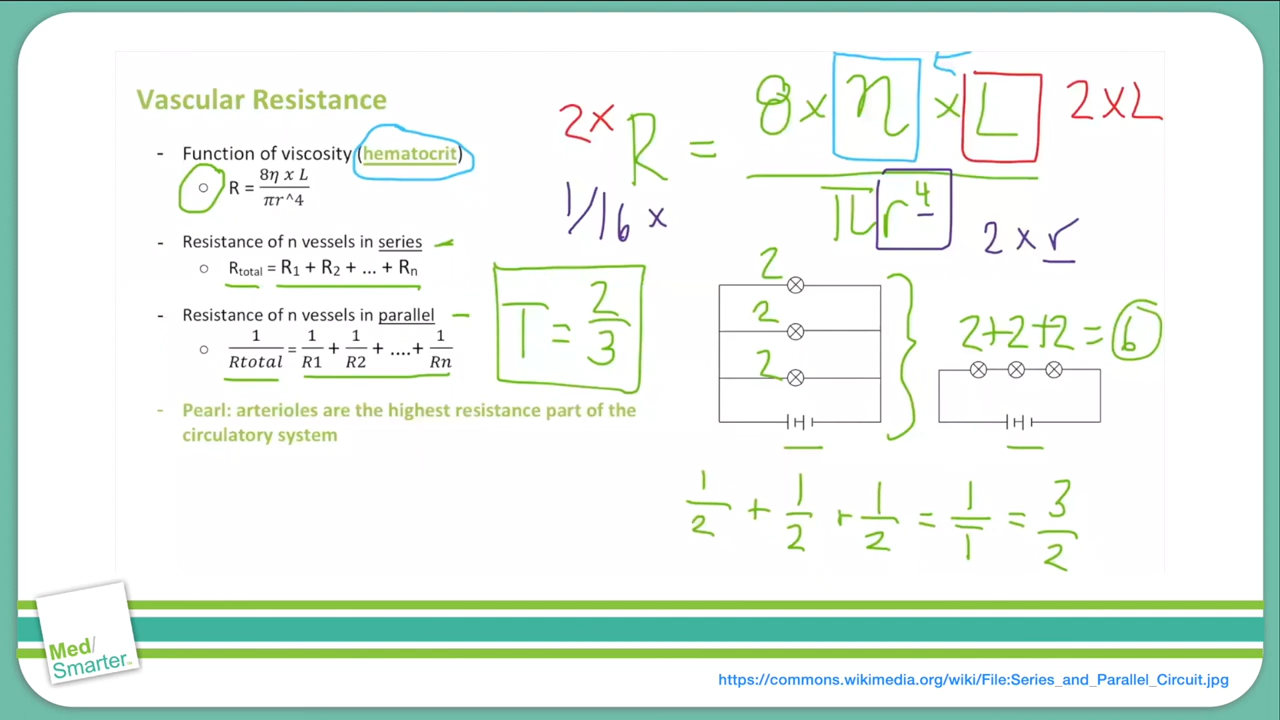 Vascular Resistance
- Function of viscosity (hematocrit)
○ R = 8η x L / πr^4
- Resistance of n vessels in series
○ Rtotal = R1 + R2 + ... + Rn
- Resistance of n vessels in parallel
○ 1/Rtotal = 1/R1 + 1/R2 + ....+ 1/Rn
- Pearl: arterioles are the highest resistance part of the
circulatory system
2x R = 8 x η x L / πr^4
2 x L
1/16 x
2 x r
T = 2/3
2
2
2
2+2+2 = 6
1/2 + 1/2 + 1/2 = 1/T = 3/2
Med/
Smarter™
https://commons.wikimedia.org/wiki/File:Series_and_Parallel_Circuit.jpg